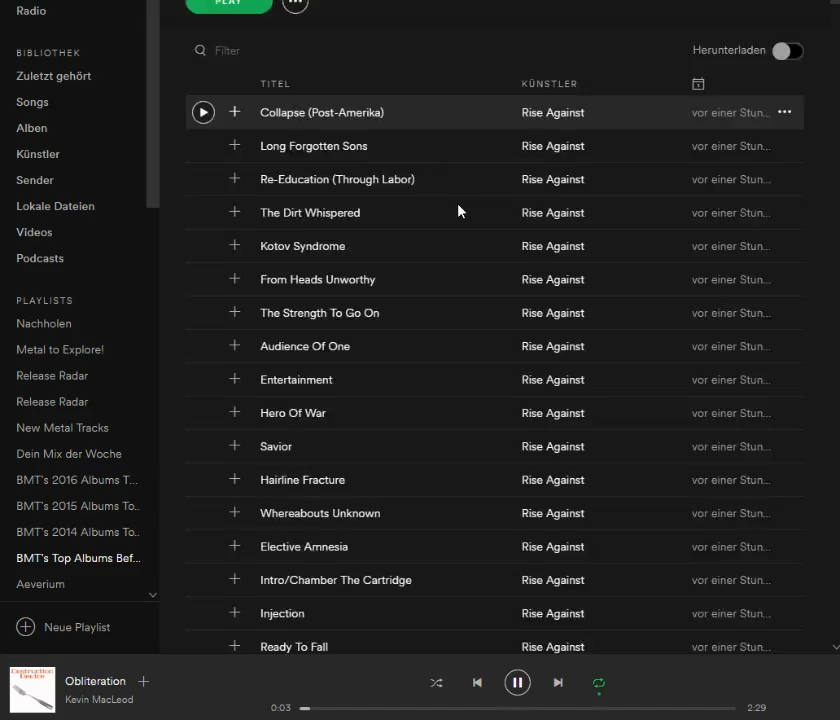 Radio
BIBLIOTHEK
Zuletzt gehört
Songs
Alben
Künstler
Sender
Lokale Dateien
Videos
Podcasts
PLAYLISTS
Nachholen
Metal to Explore!
Release Radar
Release Radar
New Metal Tracks
Dein Mix der Woche
BMT's 2016 Albums T...
BMT's 2015 Albums To..
BMT's 2014 Albums To..
BMT's Top Albums Bef...
Aeverium
Neue Playlist
PLAY
Filter
Herunterladen
TITEL KÜNSTLER
Collapse (Post-Amerika) Rise Against vor einer Stun...
Long Forgotten Sons Rise Against vor einer Stun...
Re-Education (Through Labor) Rise Against vor einer Stun...
The Dirt Whispered Rise Against vor einer Stun...
Kotov Syndrome Rise Against vor einer Stun...
From Heads Unworthy Rise Against vor einer Stun...
The Strength To Go On Rise Against vor einer Stun...
Audience Of One Rise Against vor einer Stun...
Entertainment Rise Against vor einer Stun...
Hero Of War Rise Against vor einer Stun...
Savior Rise Against vor einer Stun...
Hairline Fracture Rise Against vor einer Stun...
Whereabouts Unknown Rise Against vor einer Stun...
Elective Amnesia Rise Against vor einer Stun...
Intro/Chamber The Cartridge Rise Against vor einer Stun...
Injection Rise Against vor einer Stun...
Ready To Fall Rise Against vor einer Stun...
Destruction
Device
Obliteration
Kevin MacLeod
0:03 2:29